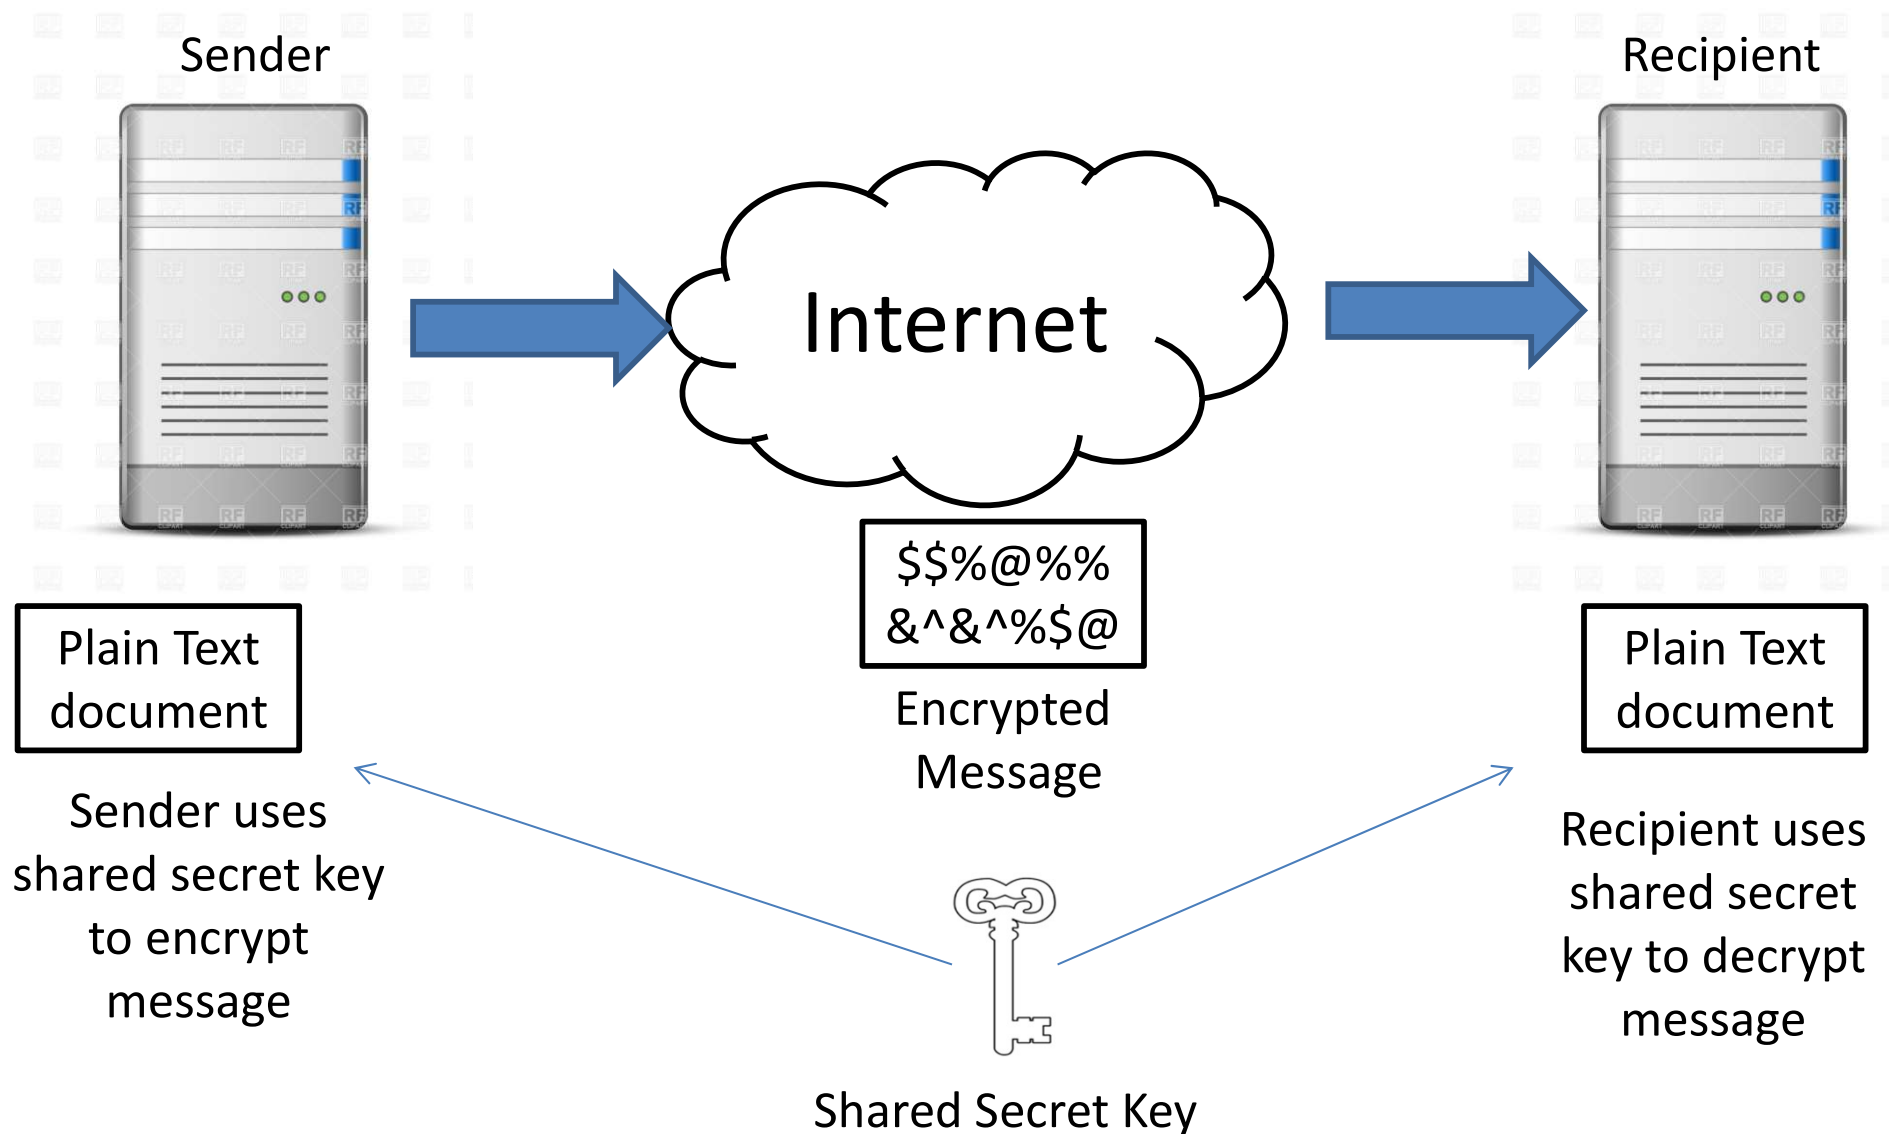 Sender
Recipient
Internet
$$%@%%
&^&^%$@
Encrypted
Message
Plain Text
document
Plain Text
document
Sender uses
shared secret key
to encrypt
message
Recipient uses
shared secret
key to decrypt
message
Shared Secret Key